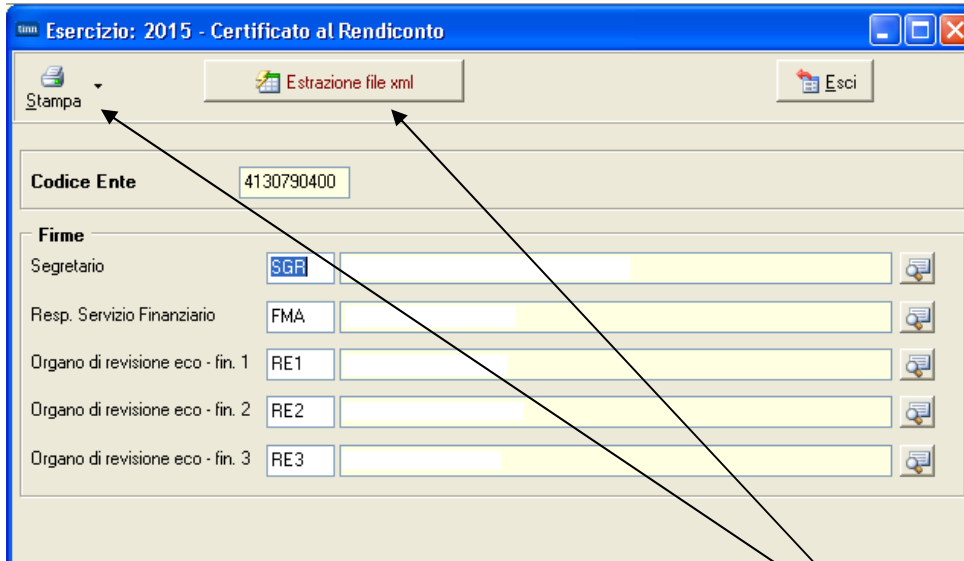 tinn Esercizio: 2015 - Certificato al Rendiconto
Stampa Estrazione file xml Esci
Codice Ente 4130790400
Firme
Segretario SGR
Resp. Servizio Finanziario FMA
Organo di revisione eco - fin. 1 RE1
Organo di revisione eco - fin. 2 RE2
Organo di revisione eco - fin. 3 RE3